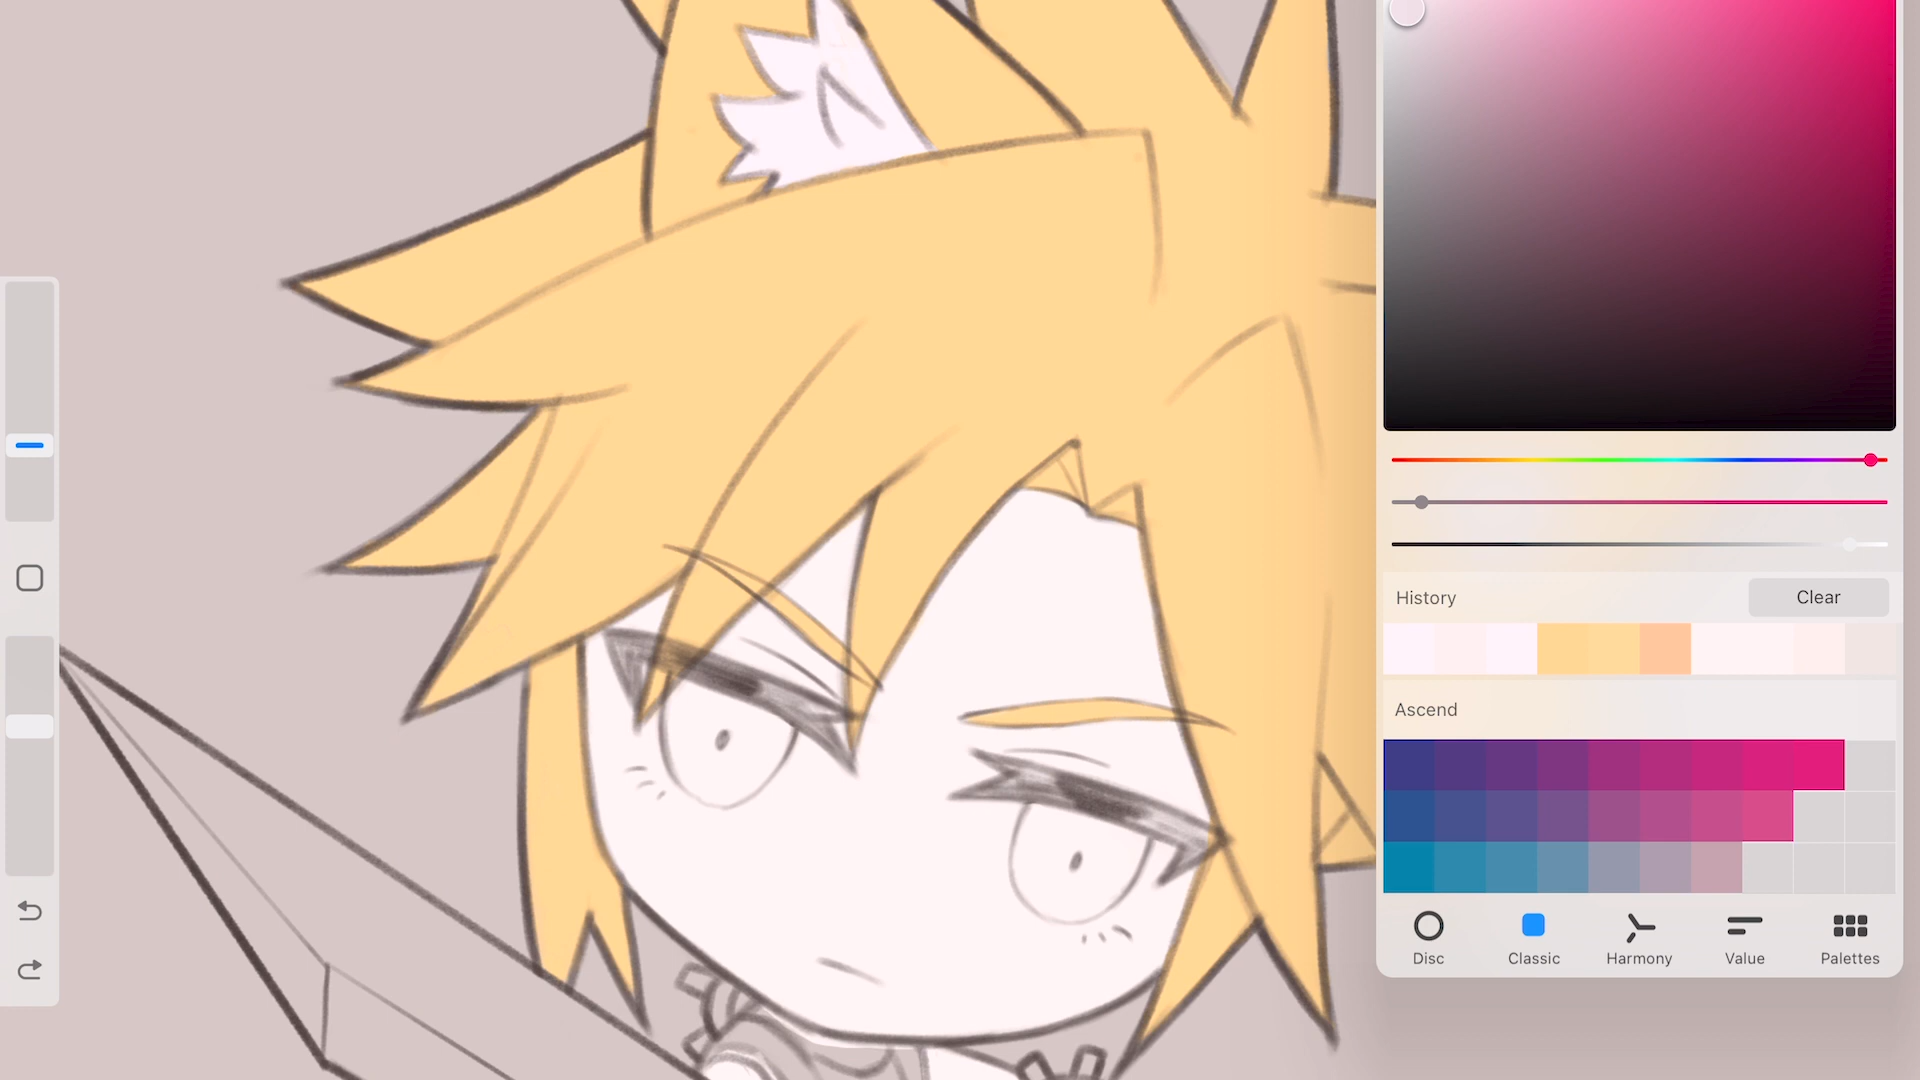 History
Clear
Ascend
Disc
Classic
Harmony
Value
Palettes